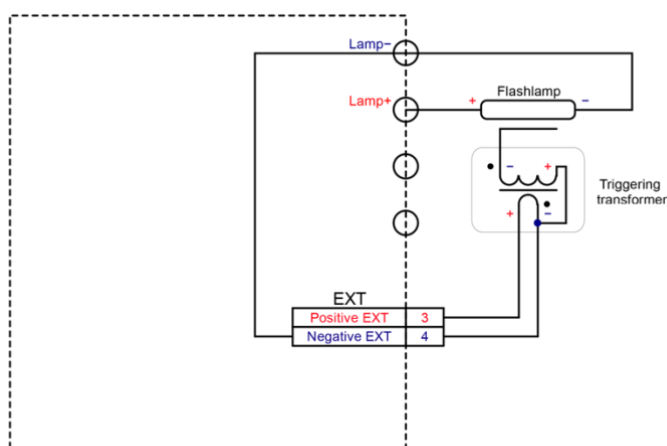 Lamp−
Lamp+
Flashlamp
+ −
− +
+ −
Triggering
transformer
EXT
Positive EXT 3
Negative EXT 4